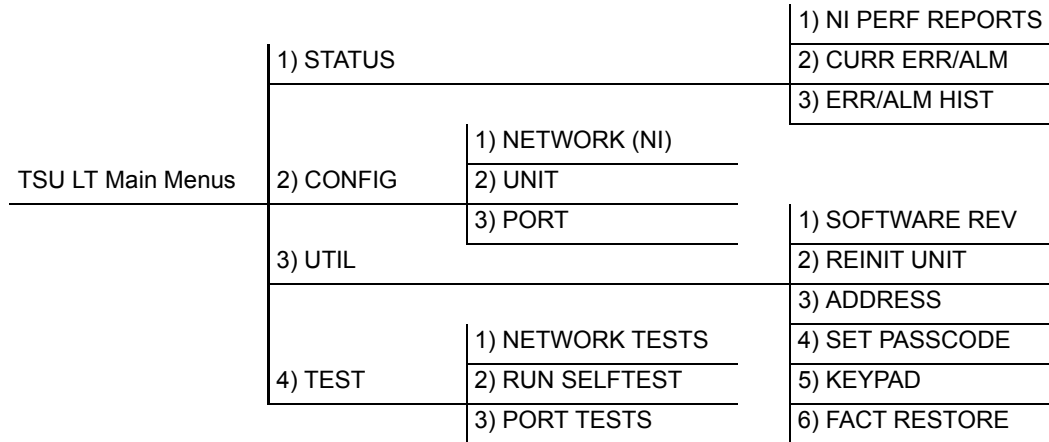 TSU LT Main Menus
1) STATUS
1) NI PERF REPORTS
2) CURR ERR/ALM
3) ERR/ALM HIST
2) CONFIG
1) NETWORK (NI)
2) UNIT
3) PORT
3) UTIL
1) SOFTWARE REV
2) REINIT UNIT
3) ADDRESS
4) SET PASSCODE
5) KEYPAD
6) FACT RESTORE
4) TEST
1) NETWORK TESTS
2) RUN SELFTEST
3) PORT TESTS